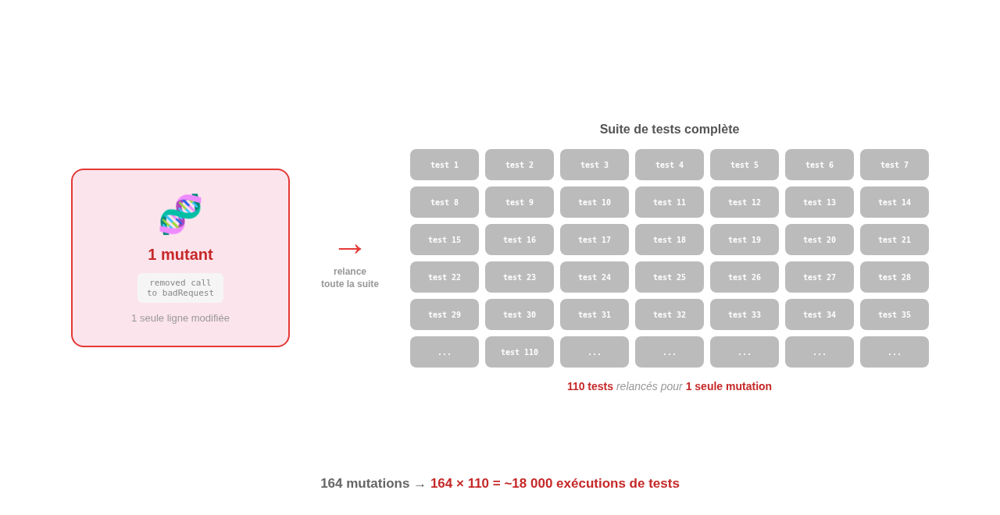 Suite de tests complète
1 mutant
removed call
to badRequest
1 seule ligne modifiée
→
relance
toute la suite
test 1 test 2 test 3 test 4 test 5 test 6 test 7
test 8 test 9 test 10 test 11 test 12 test 13 test 14
test 15 test 16 test 17 test 18 test 19 test 20 test 21
test 22 test 23 test 24 test 25 test 26 test 27 test 28
test 29 test 30 test 31 test 32 test 33 test 34 test 35
... test 110 ... ... ... ... ...
110 tests relancés pour 1 seule mutation
164 mutations → 164 × 110 = ~18 000 exécutions de tests